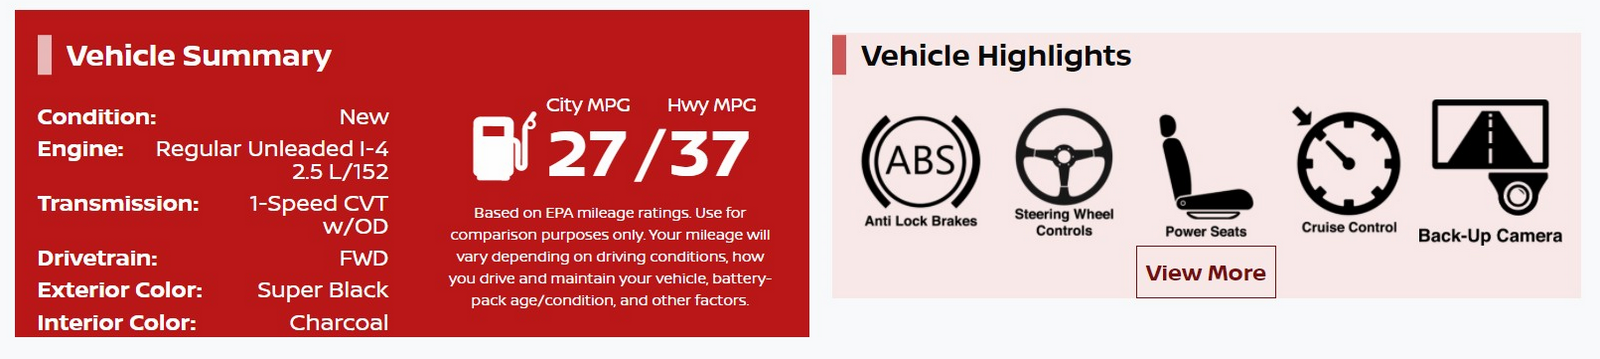 Vehicle Summary
Condition: New
Engine: Regular Unleaded I-4
2.5 L/152
Transmission: 1-Speed CVT
w/OD
Drivetrain: FWD
Exterior Color: Super Black
Interior Color: Charcoal
City MPG Hwy MPG
27 / 37
Based on EPA mileage ratings. Use for
comparison purposes only. Your mileage will
vary depending on driving conditions, how
you drive and maintain your vehicle, battery-
pack age/condition, and other factors.
Vehicle Highlights
ABS
Anti Lock Brakes
Steering Wheel
Controls
Power Seats
Cruise Control
Back-Up Camera
View More